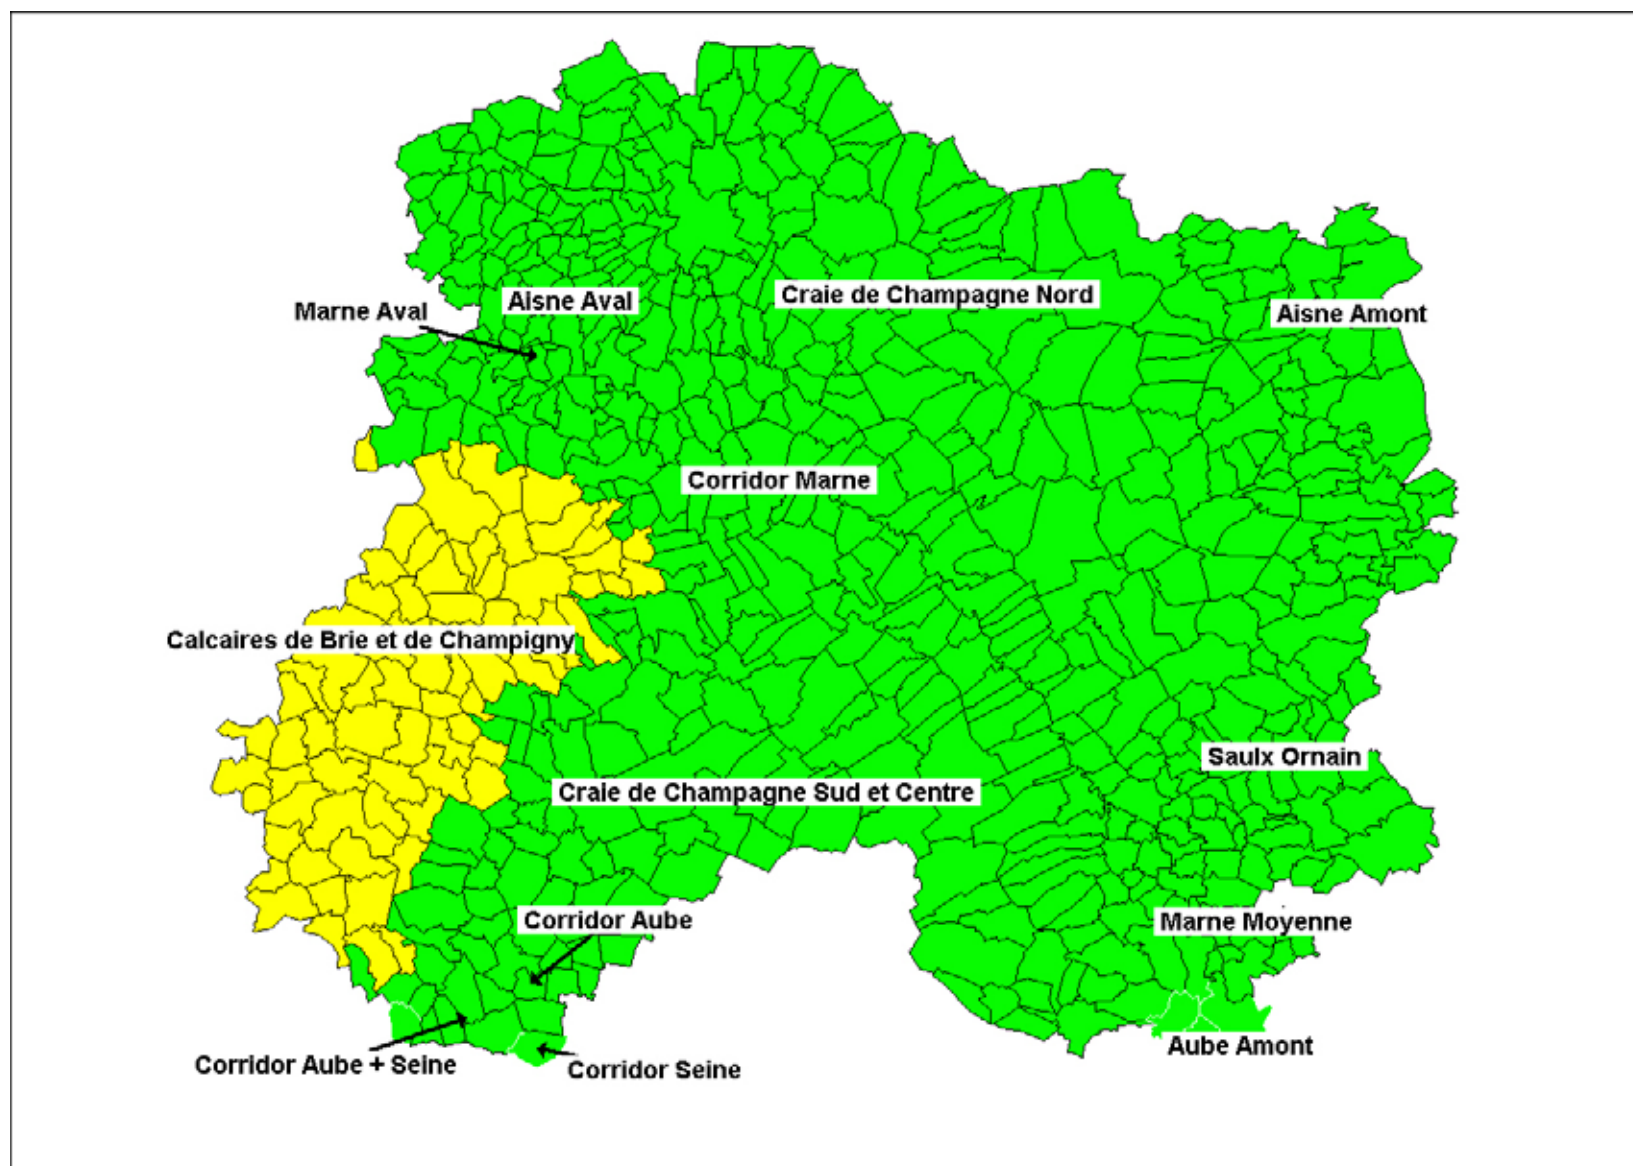 Craie de Champagne Nord
Aisne Aval
Marne Aval
Aisne Amont
Corridor Marne
Calcaires de Brie et de Champigny
Saulx Ornain
Craie de Champagne Sud et Centre
Corridor Aube
Marne Moyenne
Aube Amont
Corridor Aube + Seine
Corridor Seine